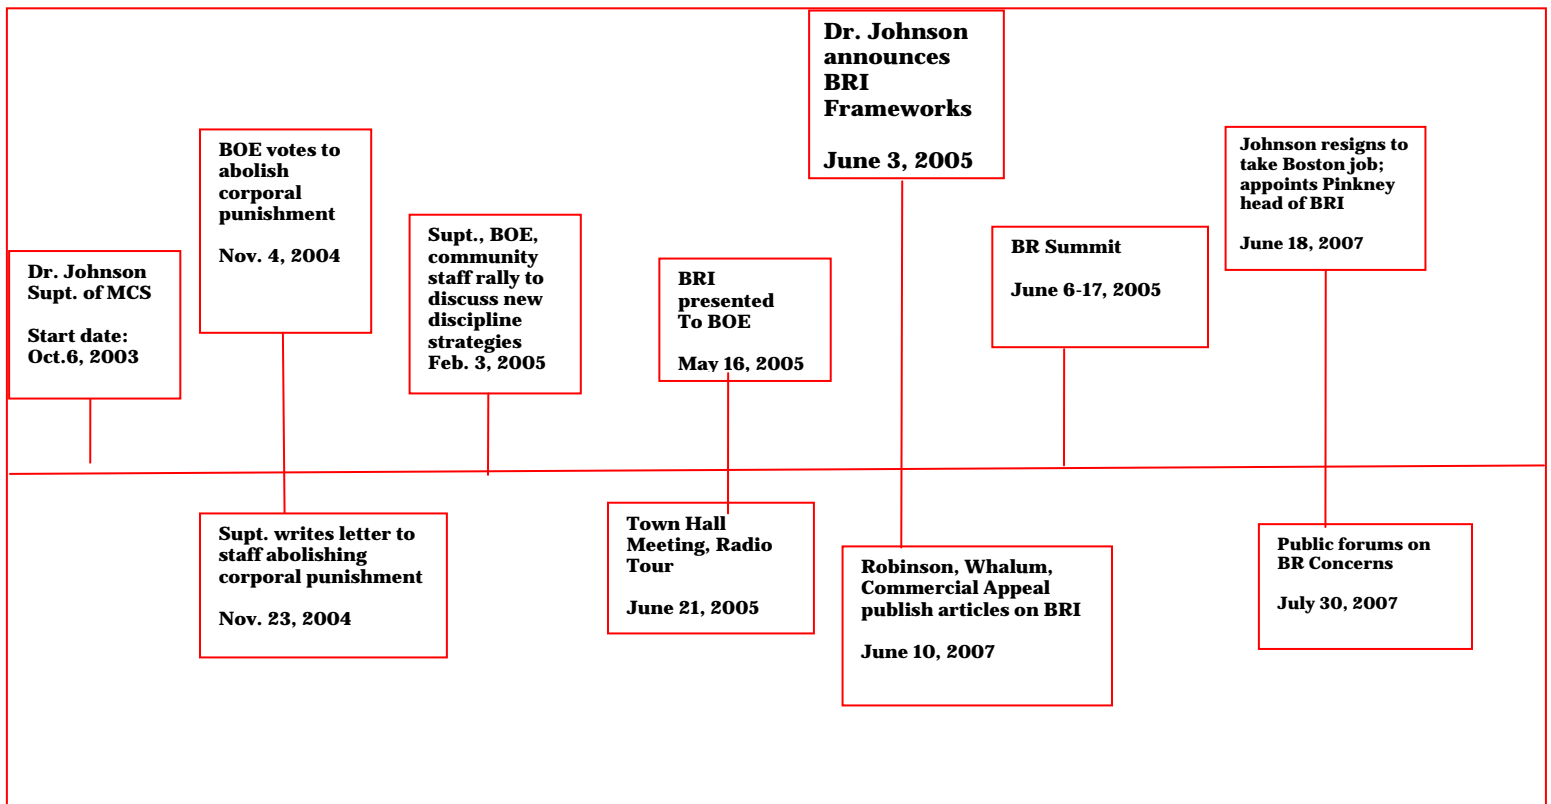 Dr. Johnson
Supt. of MCS
Start date:
Oct.6, 2003
BOE votes to
abolish
corporal
punishment
Nov. 4, 2004
Supt. writes letter to
staff abolishing
corporal punishment
Nov. 23, 2004
Supt., BOE,
community
staff rally to
discuss new
discipline
strategies
Feb. 3, 2005
BRI
presented
To BOE
May 16, 2005
Town Hall
Meeting, Radio
Tour
June 21, 2005
Dr. Johnson
announces
BRI
Frameworks
June 3, 2005
Robinson, Whalum,
Commercial Appeal
publish articles on BRI
June 10, 2007
BR Summit
June 6-17, 2005
Johnson resigns to
take Boston job;
appoints Pinkney
head of BRI
June 18, 2007
Public forums on
BR Concerns
July 30, 2007